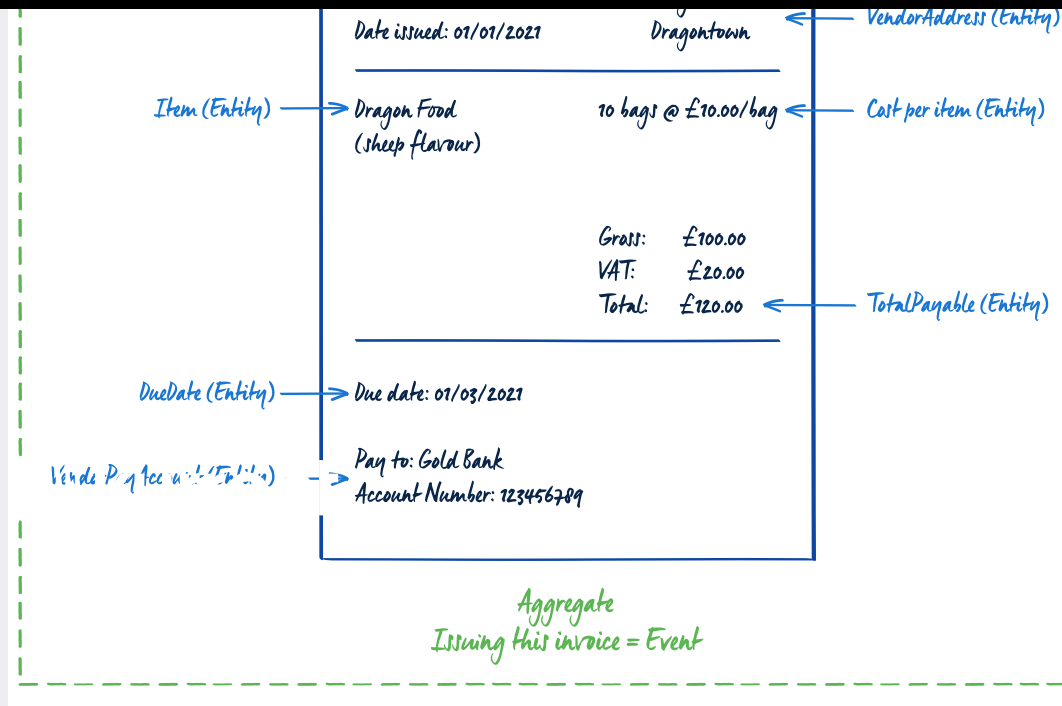 VendorAddress (Entity)
Date issued: 01/01/2021
Dragontown
Item (Entity)
Dragon Food
10 bags @ £10.00/bag
Cost per item (Entity)
(sheep flavour)
Gross: £100.00
VAT: £20.00
Total: £120.00
TotalPayable (Entity)
DueDate (Entity)
Due date: 01/03/2021
Pay to: Gold Bank
Account Number: 123456789
Aggregate
Issuing this invoice = Event